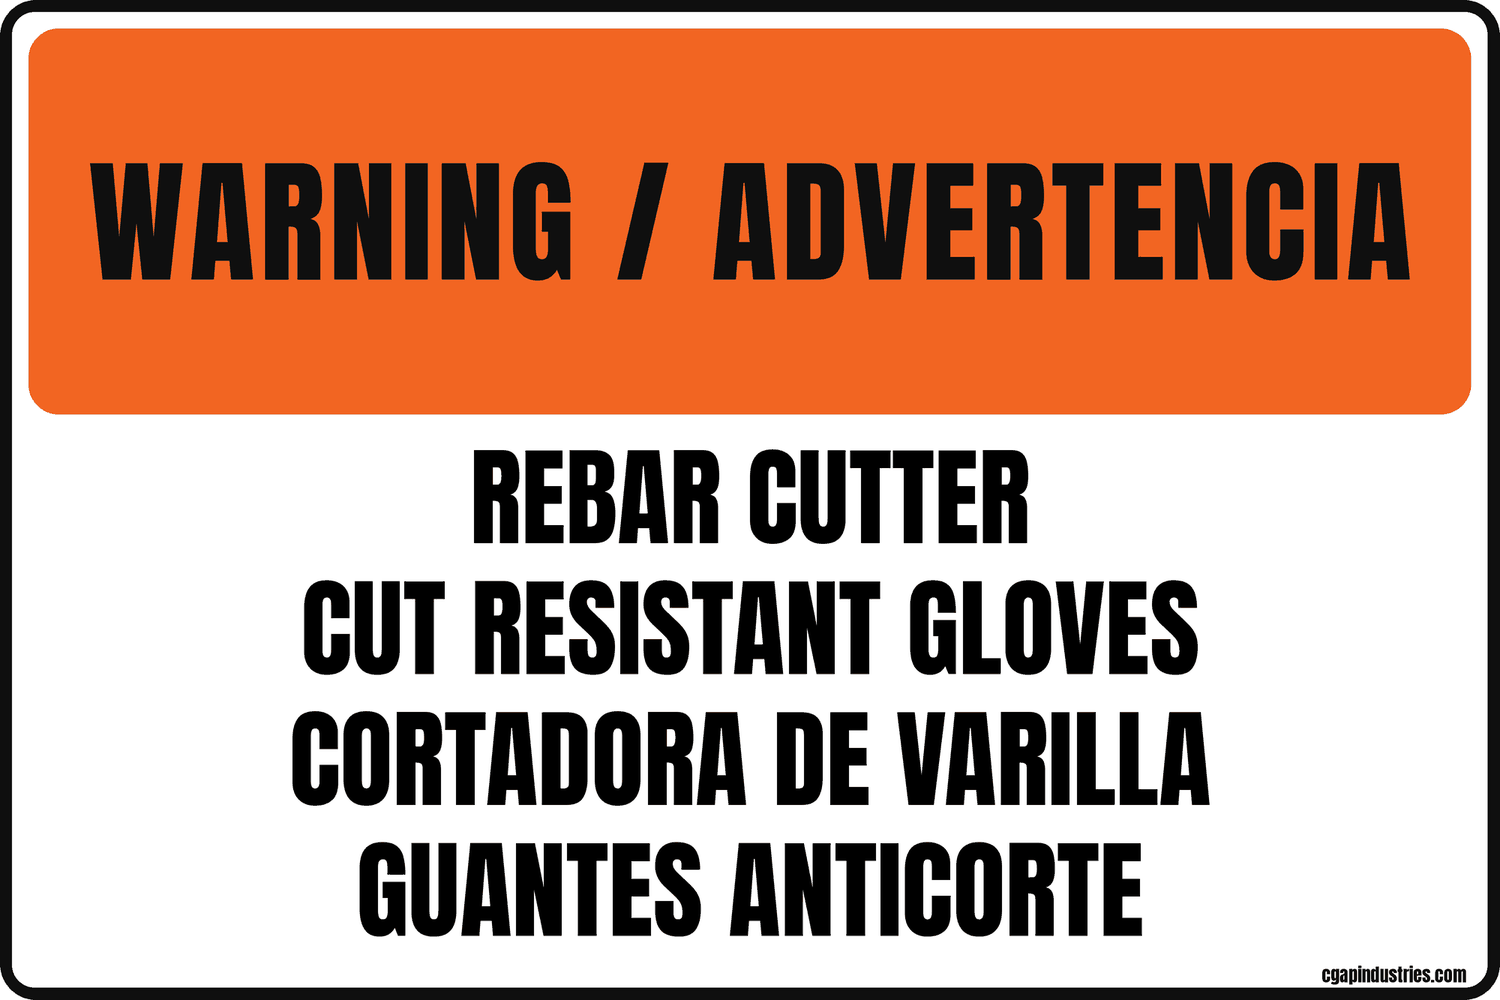 WARNING / ADVERTENCIA
REBAR CUTTER
CUT RESISTANT GLOVES
CORTADORA DE VARILLA
GUANTES ANTICORTE
cgapindustries.com